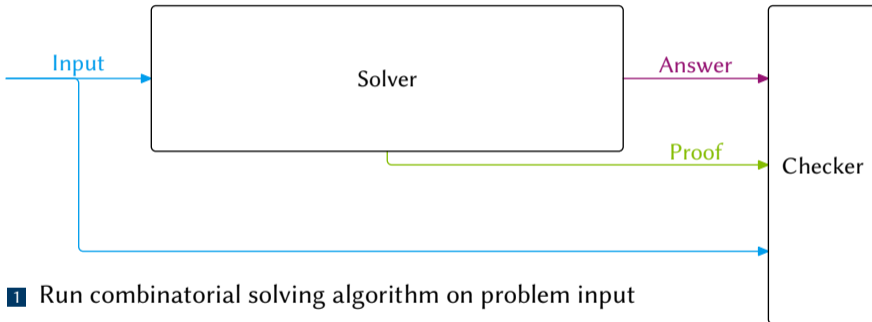 Input
Solver
Answer
Proof
Checker
1 Run combinatorial solving algorithm on problem input